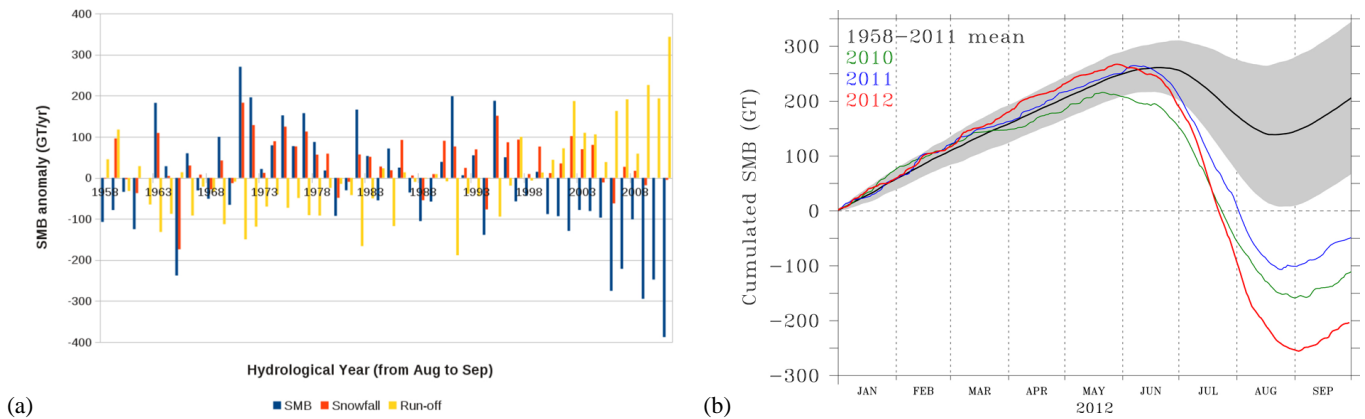 400
300
200
100
0
-100
-200
-300
-400
SMB anomaly (GT/yr)
1958 1963 1968 1973 1978 1983 1988 1993 1998 2003 2008
Hydrological Year (from Aug to Sep)
SMB Snowfall Run-off
(a)
1958−2011 mean
2010
2011
2012
300
200
100
0
−100
−200
−300
Cumulated SMB (GT)
JAN FEB MAR APR MAY JUN JUL AUG SEP
2012
(b)